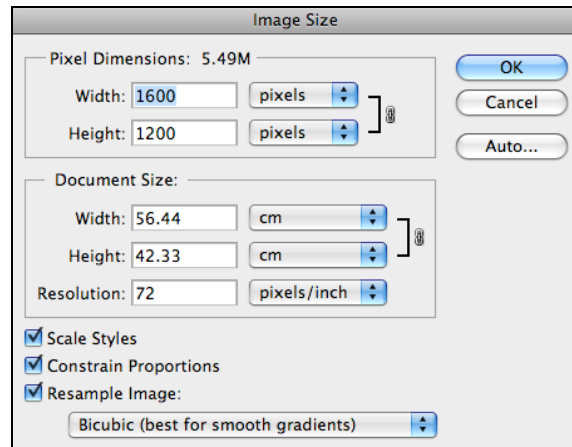 Image Size
Pixel Dimensions: 5.49M
OK
Width: 1600 pixels
Cancel
Height: 1200 pixels
Auto...
Document Size:
Width: 56.44 cm
Height: 42.33 cm
Resolution: 72 pixels/inch
Scale Styles
Constrain Proportions
Resample Image:
Bicubic (best for smooth gradients)